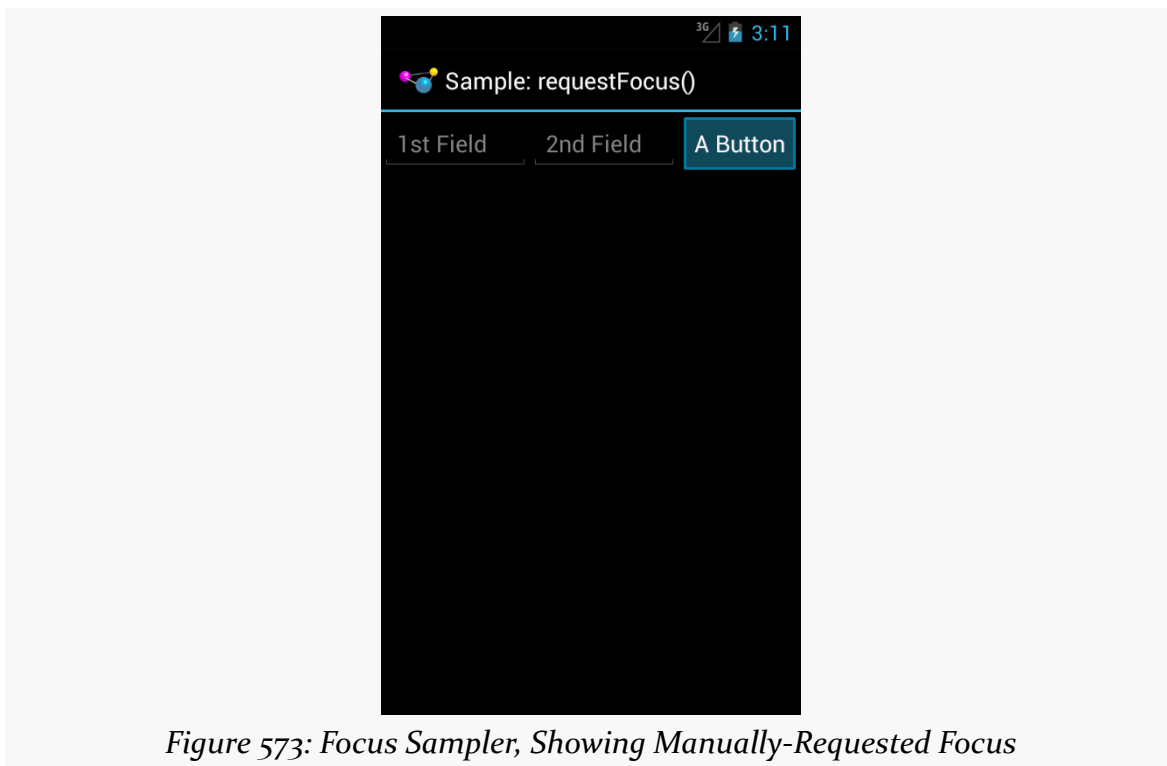 3G 3:11
Sample: requestFocus()
1st Field 2nd Field A Button
Figure 573: Focus Sampler, Showing Manually-Requested Focus